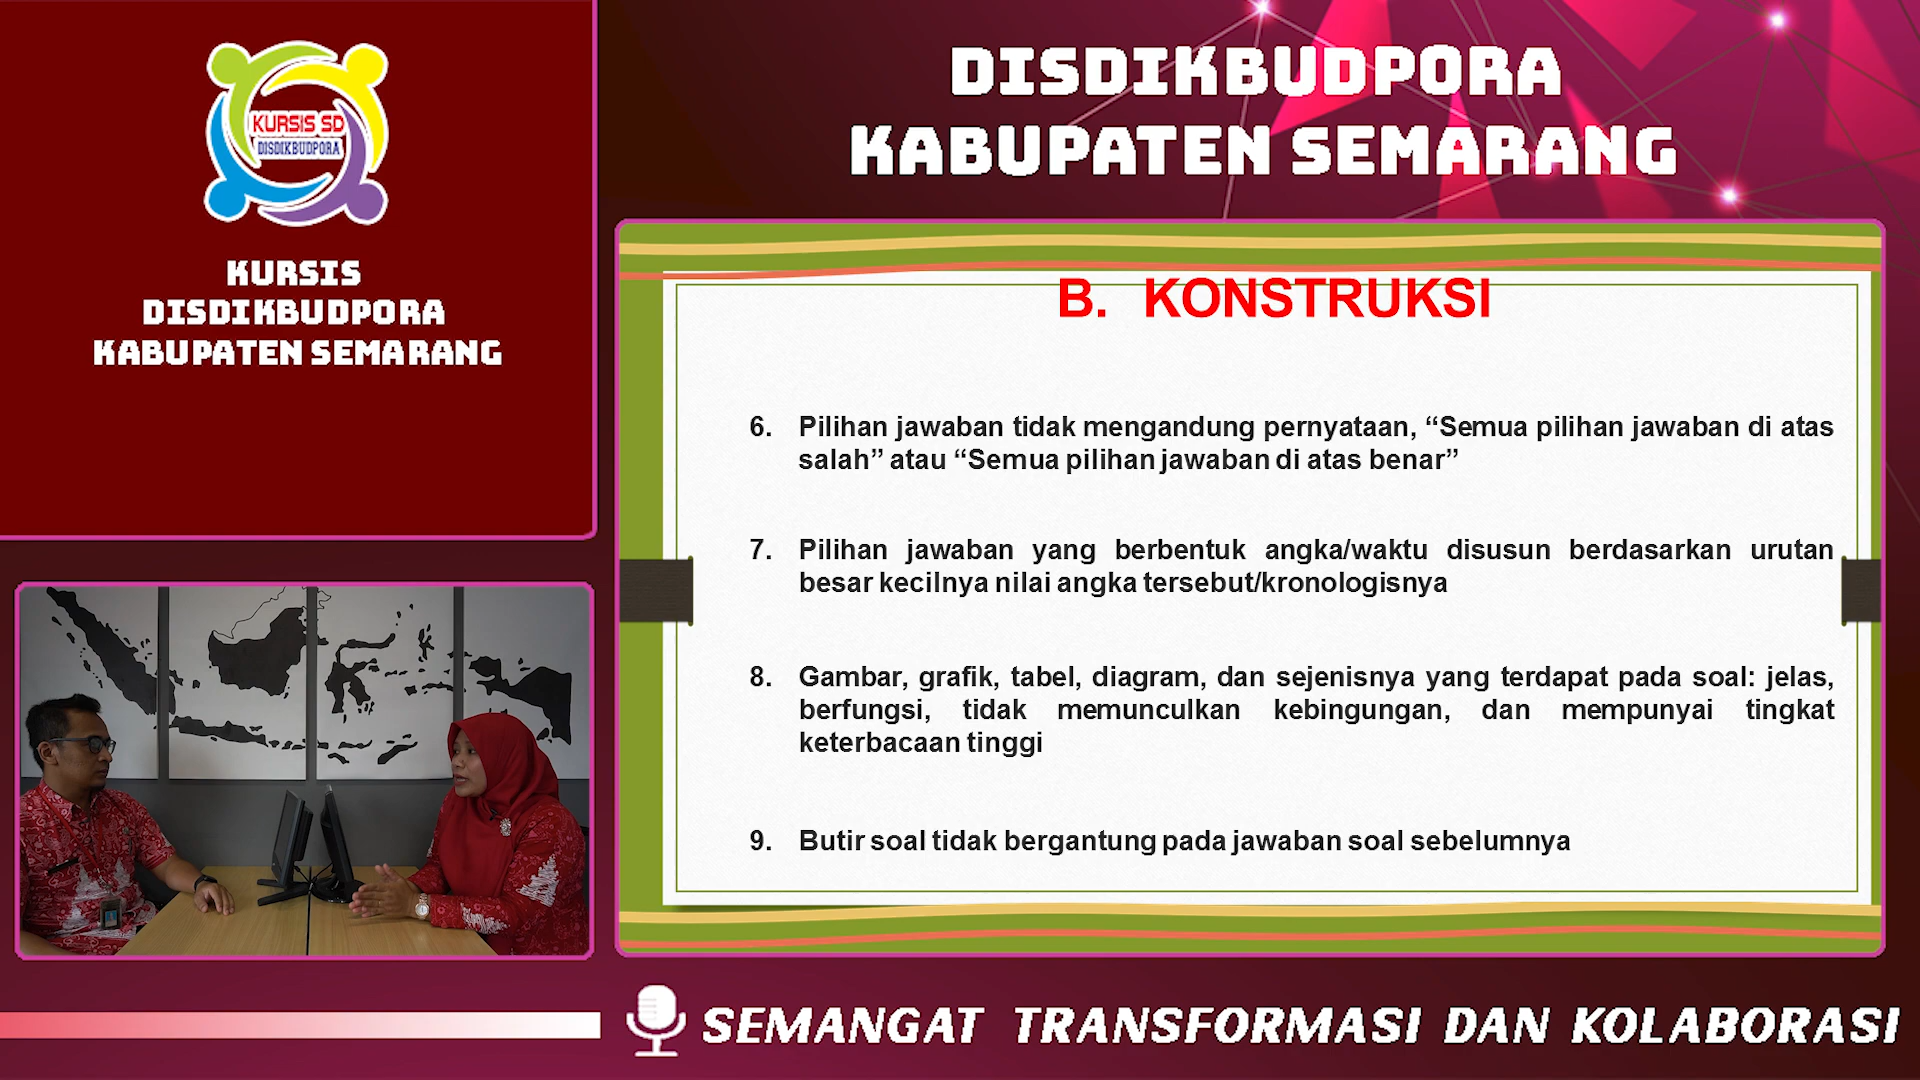 KURSIS SD
DISDIKBUDPORA
KURSIS
DISDIKBUDPORA
KABUPATEN SEMARANG
DISDIKBUDPORA
KABUPATEN SEMARANG
B. KONSTRUKSI
6. Pilihan jawaban tidak mengandung pernyataan, “Semua pilihan jawaban di atas
salah” atau “Semua pilihan jawaban di atas benar”
7. Pilihan jawaban yang berbentuk angka/waktu disusun berdasarkan urutan
besar kecilnya nilai angka tersebut/kronologisnya
8. Gambar, grafik, tabel, diagram, dan sejenisnya yang terdapat pada soal: jelas,
berfungsi, tidak memunculkan kebingungan, dan mempunyai tingkat
keterbacaan tinggi
9. Butir soal tidak bergantung pada jawaban soal sebelumnya
SEMANGAT TRANSFORMASI DAN KOLABORASI